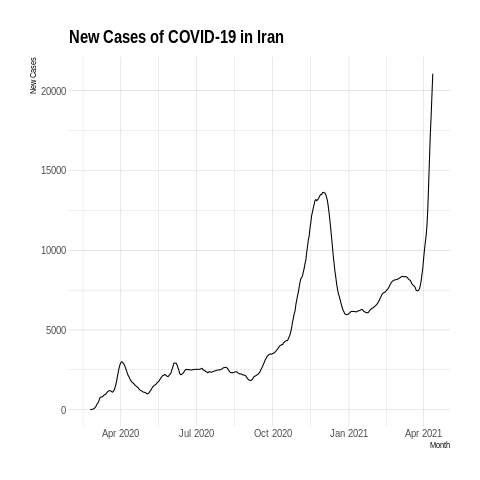 New Cases of COVID-19 in Iran
New Cases
20000
15000
10000
5000
0
Apr 2020 Jul 2020 Oct 2020 Jan 2021 Apr 2021
Month